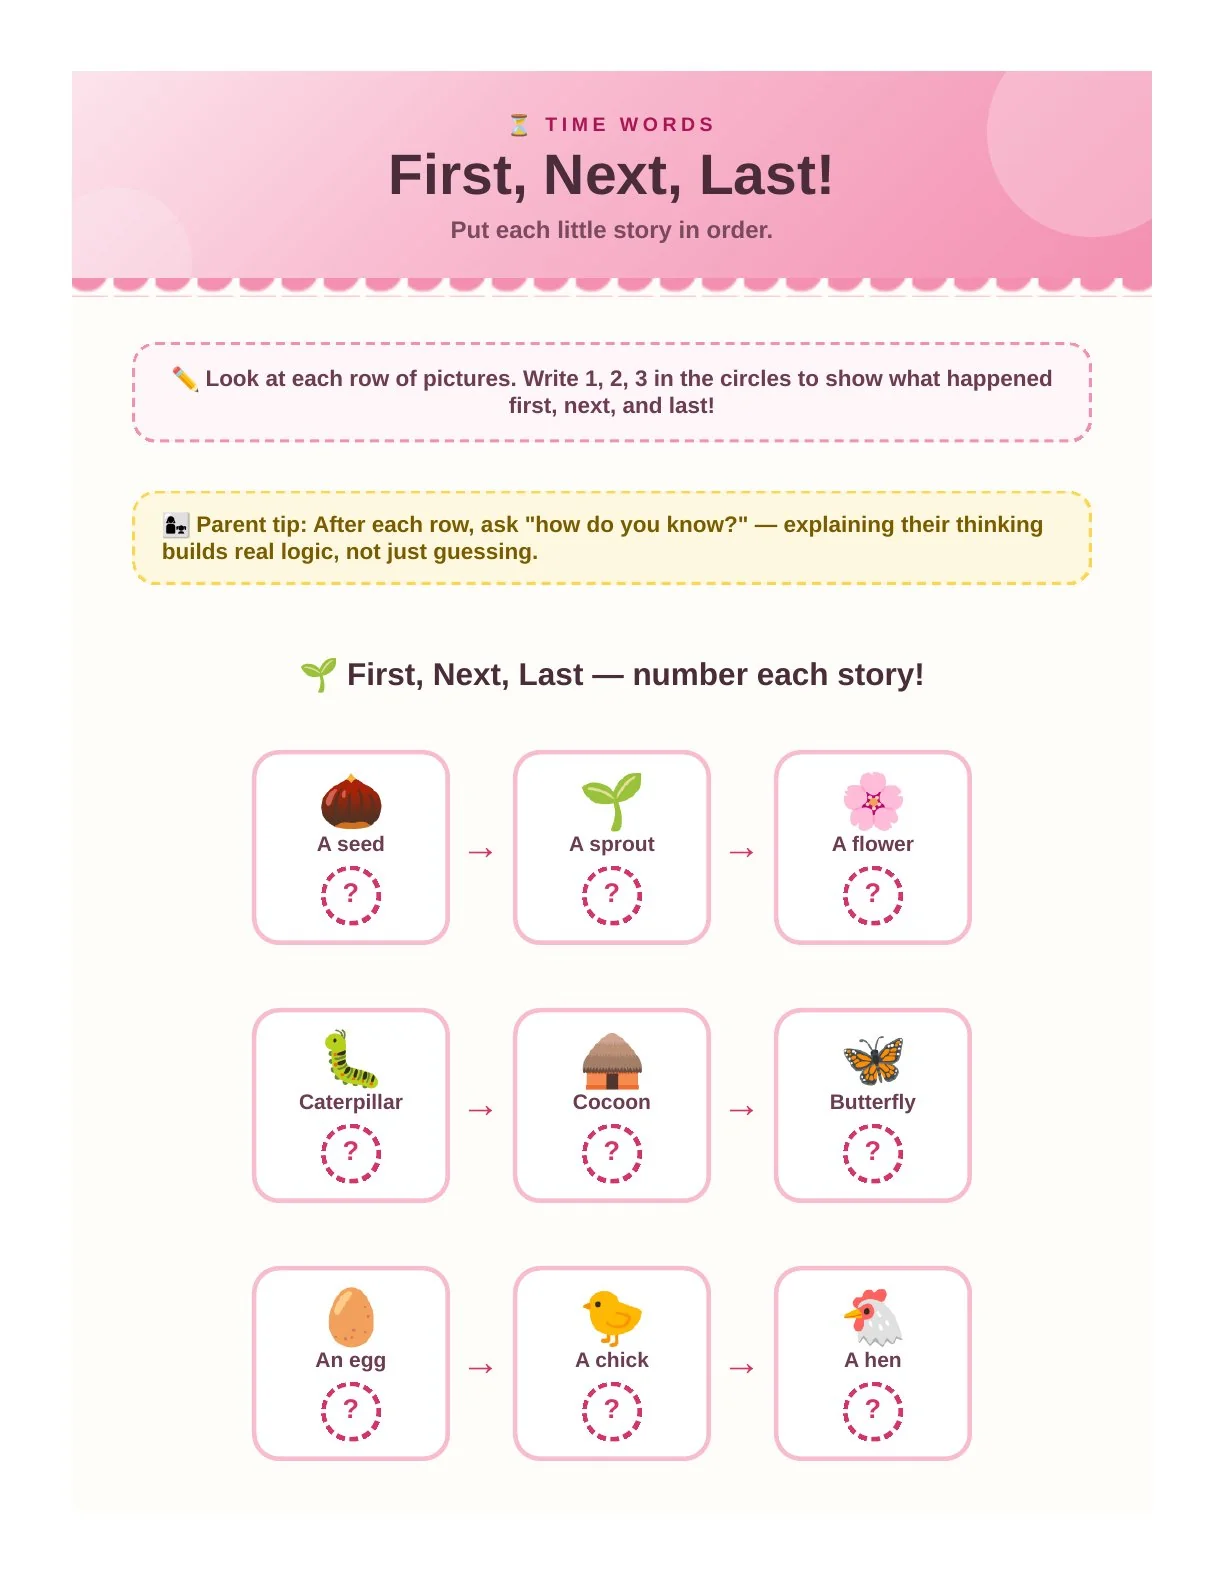 ⏳ TIME WORDS
First, Next, Last!
Put each little story in order.
✏️ Look at each row of pictures. Write 1, 2, 3 in the circles to show what happened
first, next, and last!
👩‍👧 Parent tip: After each row, ask "how do you know?" — explaining their thinking
builds real logic, not just guessing.
🌱 First, Next, Last — number each story!
A seed → A sprout → A flower
? ? ?
Caterpillar → Cocoon → Butterfly
? ? ?
An egg → A chick → A hen
? ? ?